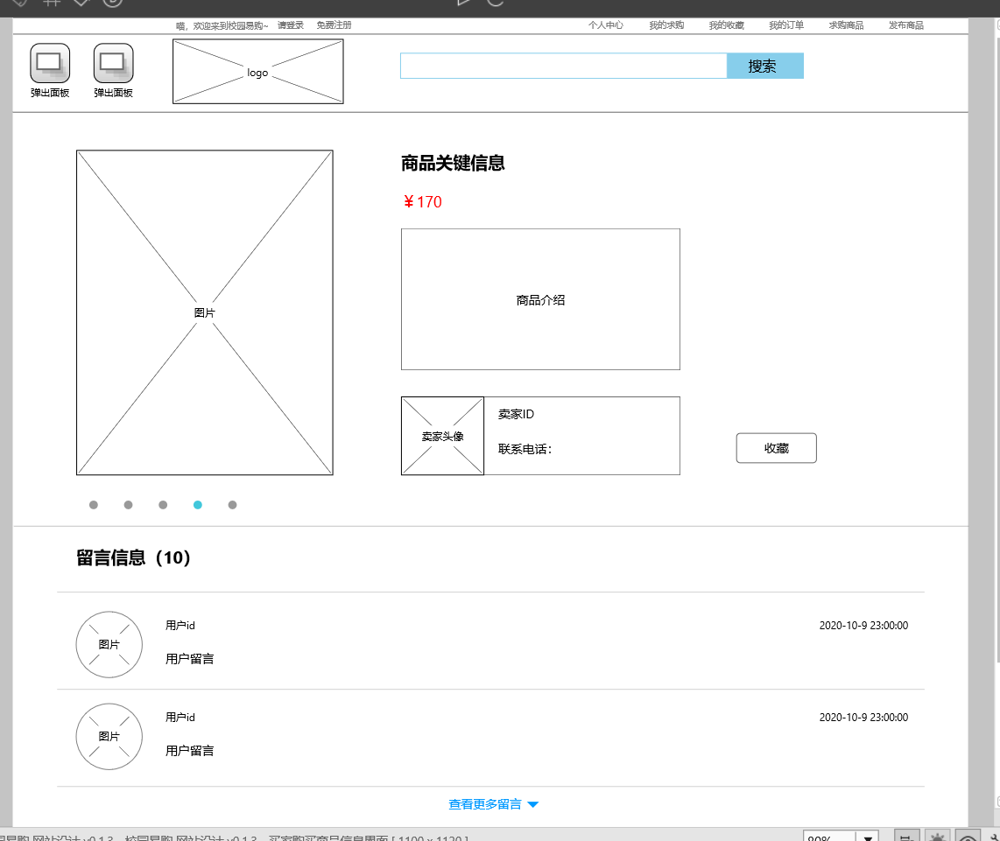 喵，欢迎来到校园易购~ 请登录 免费注册 个人中心 我的求购 我的收藏 我的订单 求购商品 发布商品
弹出面板 弹出面板 logo 搜索
商品关键信息
￥170
图片
商品介绍
卖家头像
卖家ID
联系电话：
收藏
留言信息（10）
图片
用户id 2020-10-9 23:00:00
用户留言
图片
用户id 2020-10-9 23:00:00
用户留言
查看更多留言
易购 网站设计 v0.1.3 校园易购 网站设计 v0.1.3 买家购买商品信息界面 [ 1100 x 1120 ]
80%